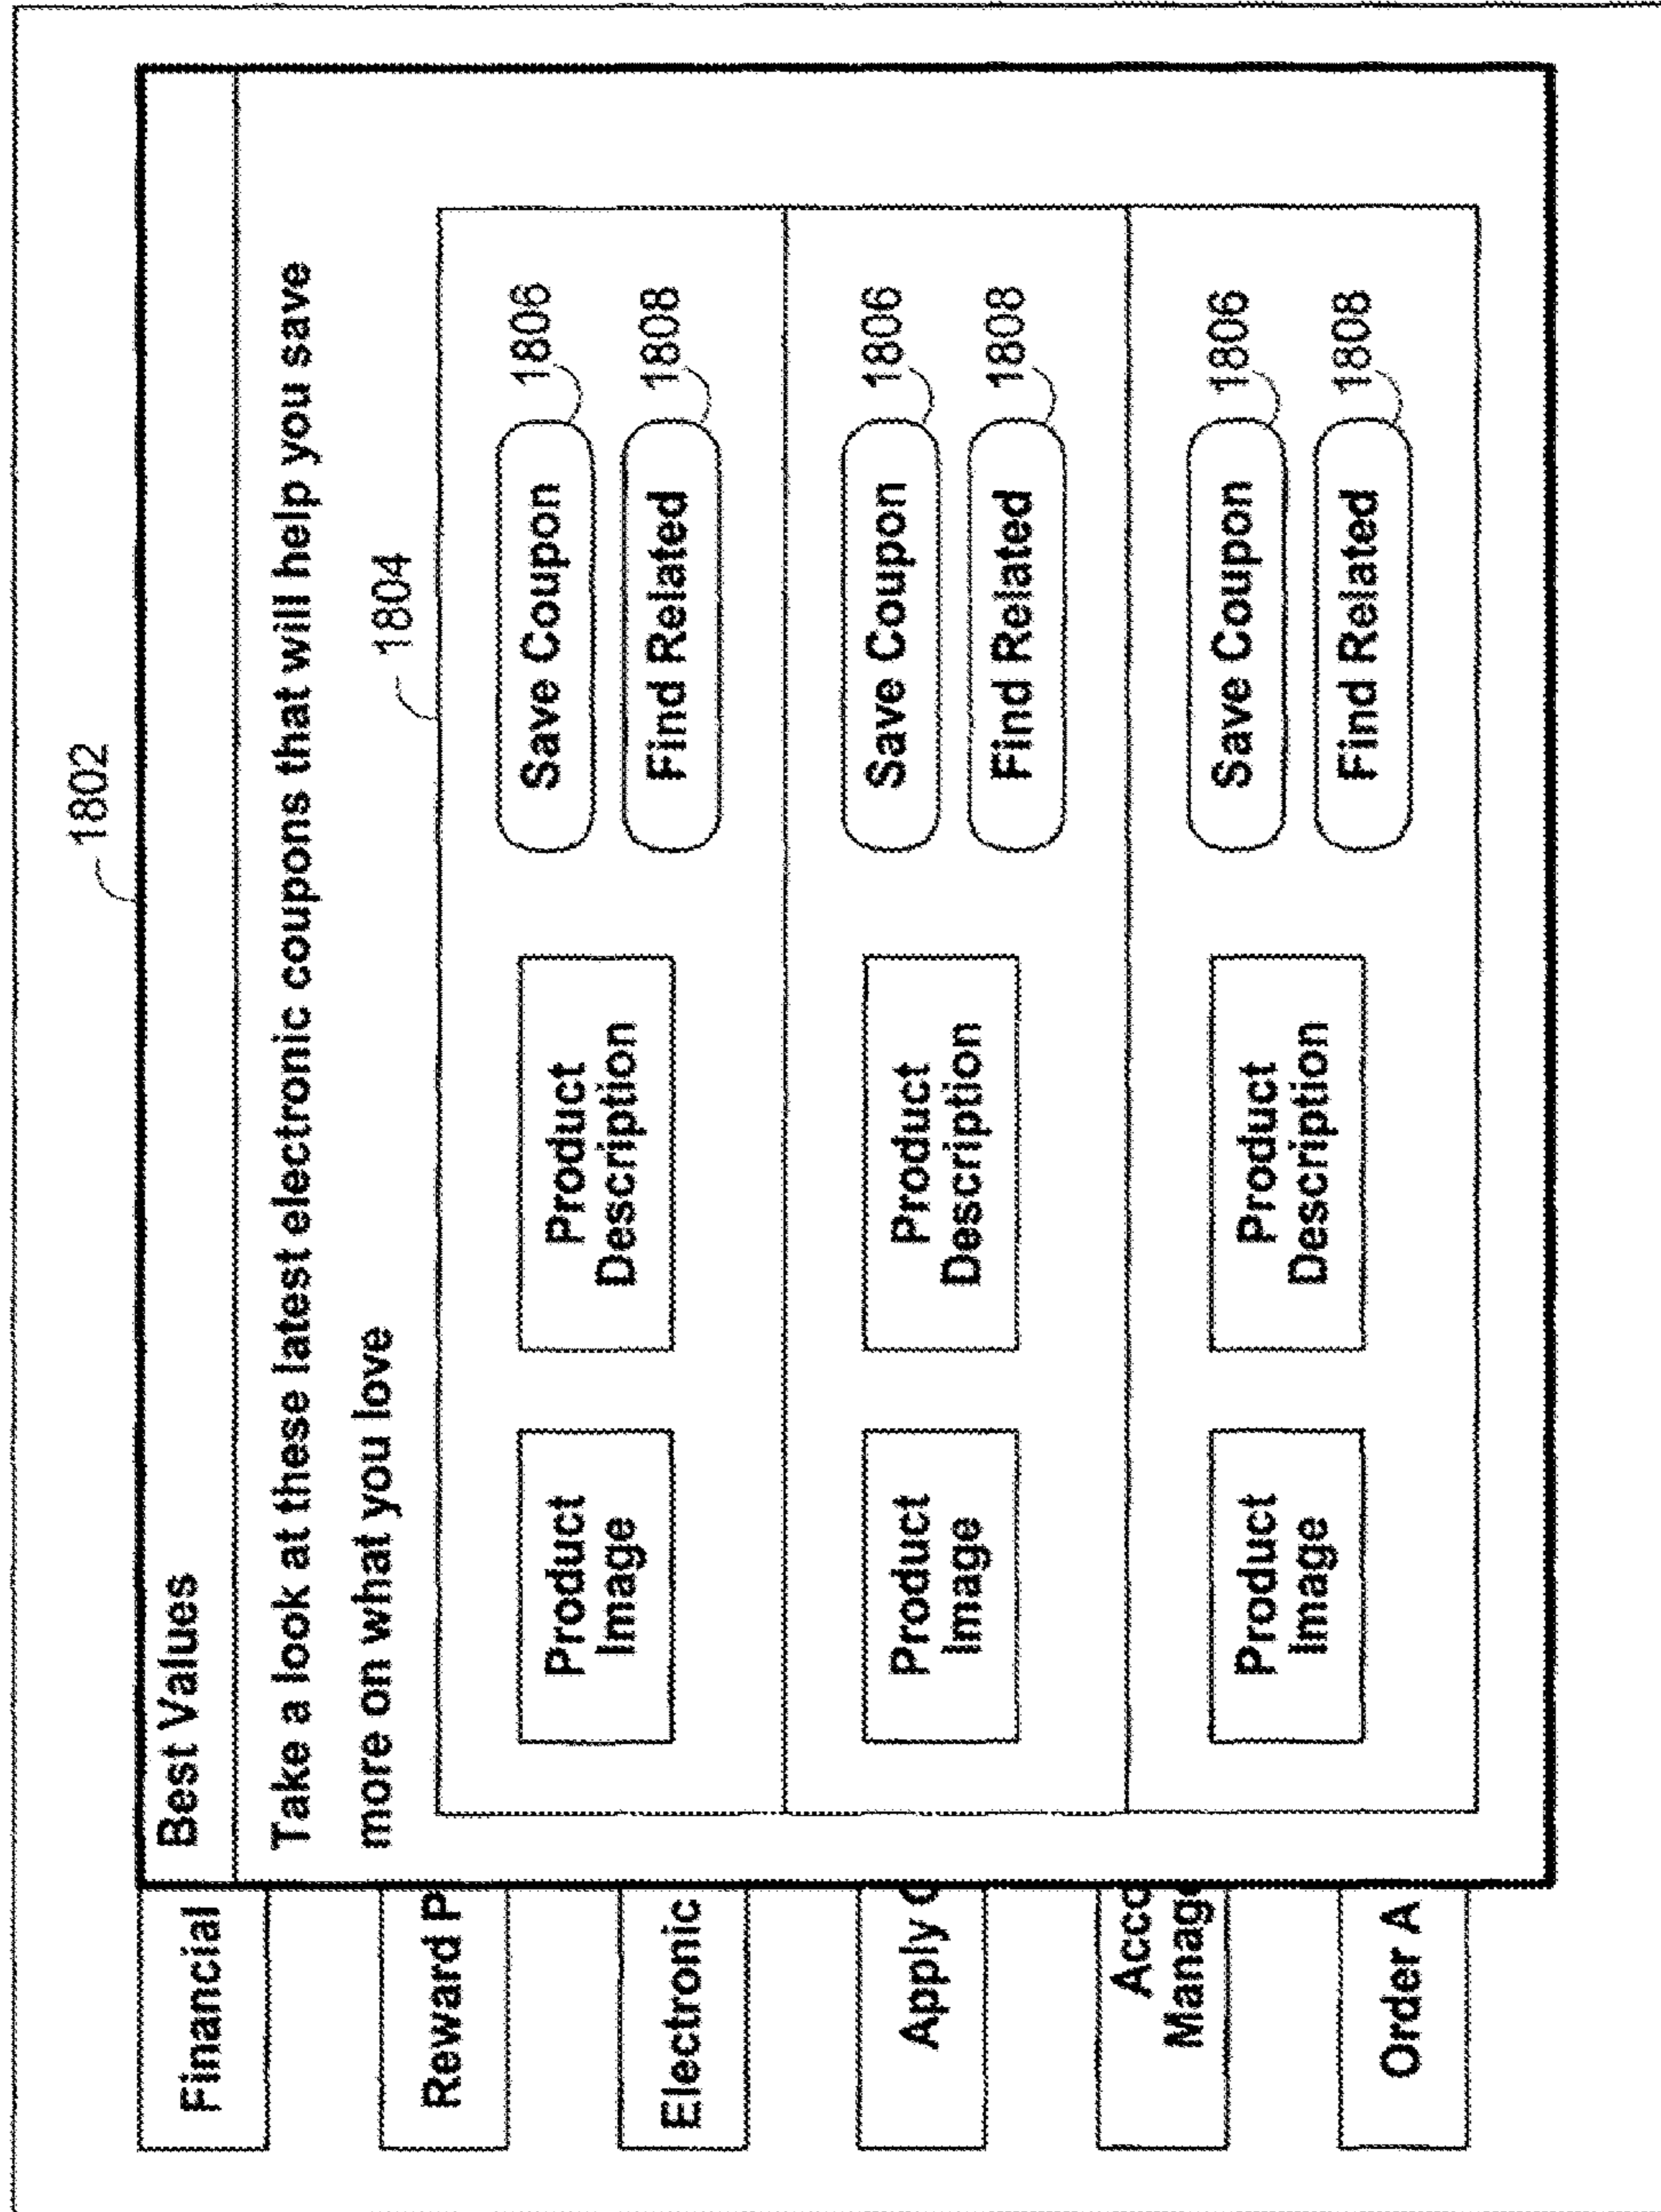 1802
Best Values
Take a look at these latest electronic coupons that will help you save
more on what you love
1804
Product
Image
Product
Description
Save Coupon
1806
Find Related
1808
Product
Image
Product
Description
Save Coupon
1806
Find Related
1808
Product
Image
Product
Description
Save Coupon
1806
Find Related
1808
Financial
Reward P
Electronic
Apply
Acco
Manag
Order A